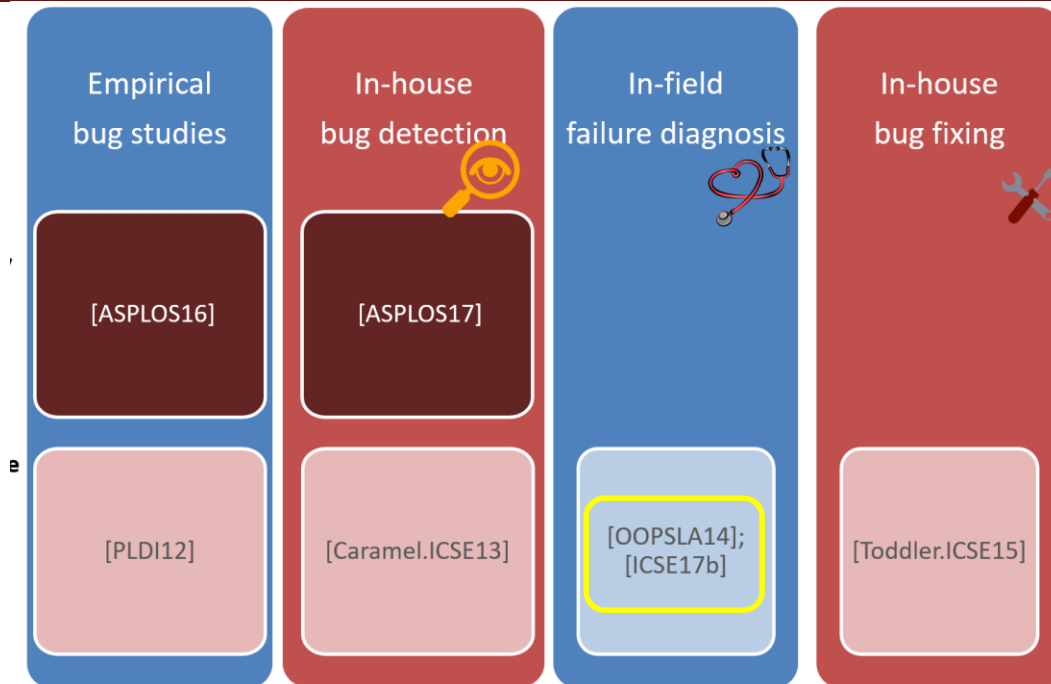 Empirical
bug studies
In-house
bug detection
In-field
failure diagnosis
In-house
bug fixing
[ASPLOS16]
[ASPLOS17]
[PLDI12]
[Caramel.ICSE13]
[OOPSLA14];
[ICSE17b]
[Toddler.ICSE15]